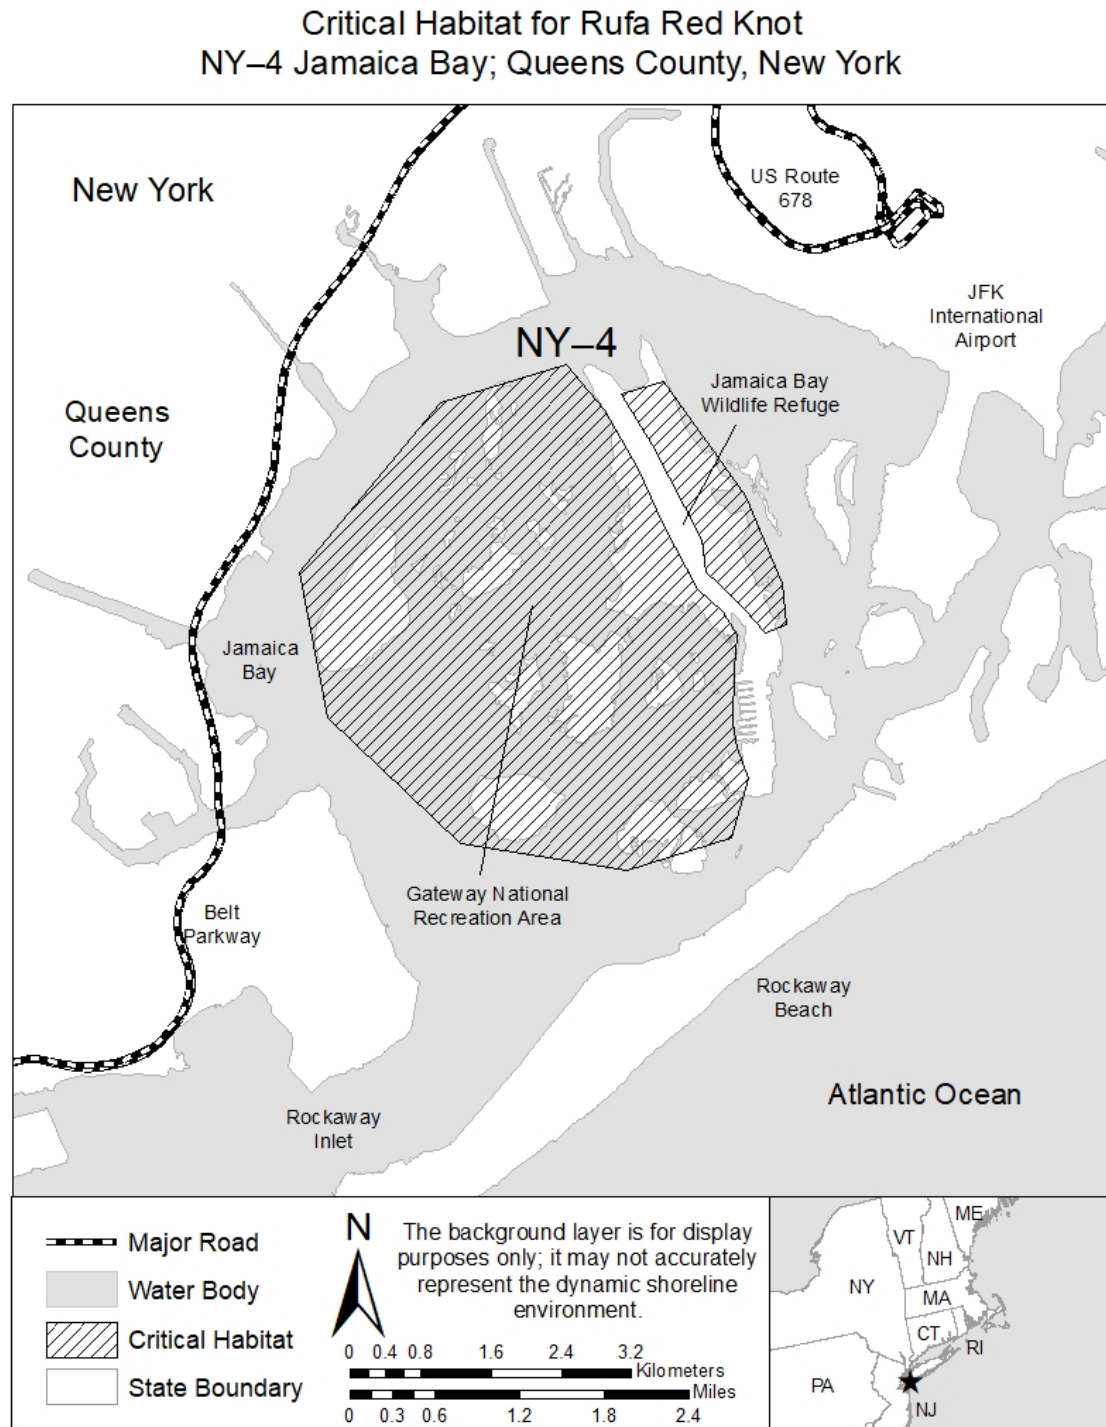 Critical Habitat for Rufa Red Knot
NY–4 Jamaica Bay; Queens County, New York
New York
US Route
678
JFK
International
Airport
NY–4
Jamaica Bay
Wildlife Refuge
Queens
County
Jamaica
Bay
Gateway National
Recreation Area
Belt
Parkway
Rockaway
Beach
Atlantic Ocean
Rockaway
Inlet
Major Road
Water Body
Critical Habitat
State Boundary
N
The background layer is for display
purposes only; it may not accurately
represent the dynamic shoreline
environment.
0 0.4 0.8 1.6 2.4 3.2
Kilometers
Miles
0 0.3 0.6 1.2 1.8 2.4
ME
VT
NH
NY
MA
CT
RI
PA
NJ